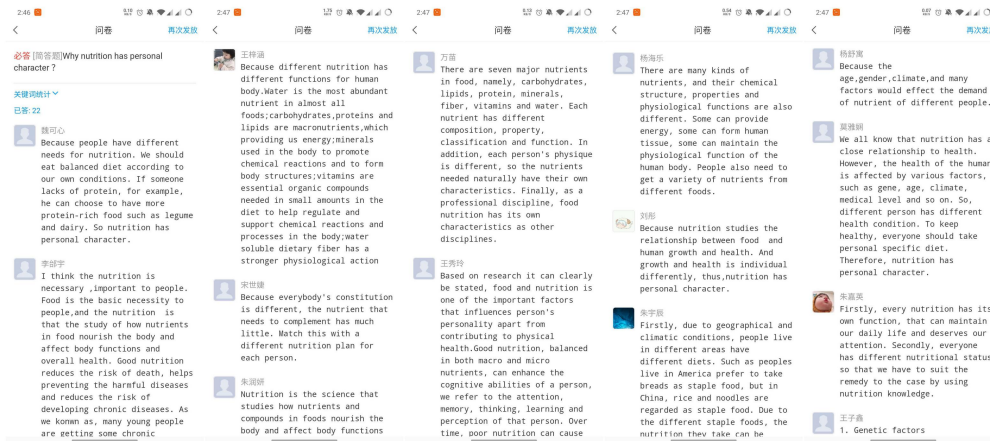 2:46
问卷
再次发放
必答 [简答题]Why nutrition has personal
character ?
关键词统计
已答: 22
魏可心
Because people have different
needs for nutrition. We should
eat balanced diet according to
our own conditions. If someone
lacks of protein, for example,
he can choose to have more
protein-rich food such as legume
and dairy. So nutrition has
personal character.
李邰宇
I think the nutrition is
necessary ,important to people.
Food is the basic necessity to
people,and the nutrition  is
that the study of how nutrients
in food nourish the body and
affect body functions and
overall health. Good nutrition
reduces the risk of death, helps
preventing the harmful diseases
and reduces the risk of
developing chronic diseases. As
we konwn as, many young people
are getting some chronic
2:47
问卷
再次发放
王梓涵
Because different nutrition has
different functions for human
body.Water is the most abundant
nutrient in almost all
foods;carbohydrates,proteins and
lipids are macronutrients,which
providing us energy;minerals
used in the body to promote
chemical reactions and to form
body structures;vitamins are
essential organic compounds
needed in small amounts in the
diet to help regulate and
support chemical reactions and
processes in the body;water
soluble dietary fiber has a
stronger physiological action
宋世婕
Because everybody's constitution
is different, the nutrient that
needs to complement has much
little. Match this with a
different nutrition plan for
each person.
朱润妍
Nutrition is the science that
studies how nutrients and
compounds in foods nourish the
body and affect body functions
2:47
问卷
再次发放
万苗
There are seven major nutrients
in food, namely, carbohydrates,
lipids, protein, minerals,
fiber, vitamins and water. Each
nutrient has different
composition, property,
classification and function. In
addition, each person's physique
is different, so the nutrients
needed naturally have their own
characteristics. Finally, as a
professional discipline, food
nutrition has its own
characteristics as other
disciplines.
王秀玲
Based on research it can clearly
be stated, food and nutrition is
one of the important factors
that influences person's
personality apart from
contributing to physical
health.Good nutrition, balanced
in both macro and micro
nutrients, can enhance the
cognitive abilities of a person,
we refer to the attention,
memory, thinking, learning and
perception of that person. Over
time, poor nutrition can cause
2:47
问卷
再次发放
杨海乐
There are many kinds of
nutrients, and their chemical
structure, properties and
physiological functions are also
different. Some can provide
energy, some can form human
tissue, some can maintain the
physiological function of the
human body. People also need to
get a variety of nutrients from
different foods.
刘彤
Because nutrition studies the
relationship between food  and
human growth and health. And
growth and health is individual
differently, thus,nutrition has
personal character.
朱宇辰
Firstly, due to geographical and
climatic conditions, people live
in different areas have
different diets. Such as peoples
live in America prefer to take
breads as staple food, but in
China, rice and noodles are
regarded as staple food. Due to
the different staple foods, the
nutrition they take can be
2:47
问卷
再次发
杨舒寓
Because the
age,gender,climate,and many
factors would effect the demand
of nutrient of different people.
莫雅娴
We all know that nutrition has a
close relationship to health.
However, the health of the human
is affected by various factors,
such as gene, age, climate,
medical level and so on. So,
different person has different
health condition. To keep
healthy, everyone should take
personal specific diet.
Therefore, nutrition has
personal character.
朱嘉英
Firstly, every nutrition has its
own function, that can maintain
our daily life and deserves our
attention. Secondly, everyone
has different nutritional status
so that we have to suit the
remedy to the case by using
nutrition knowledge.
王子鑫
1. Genetic factors